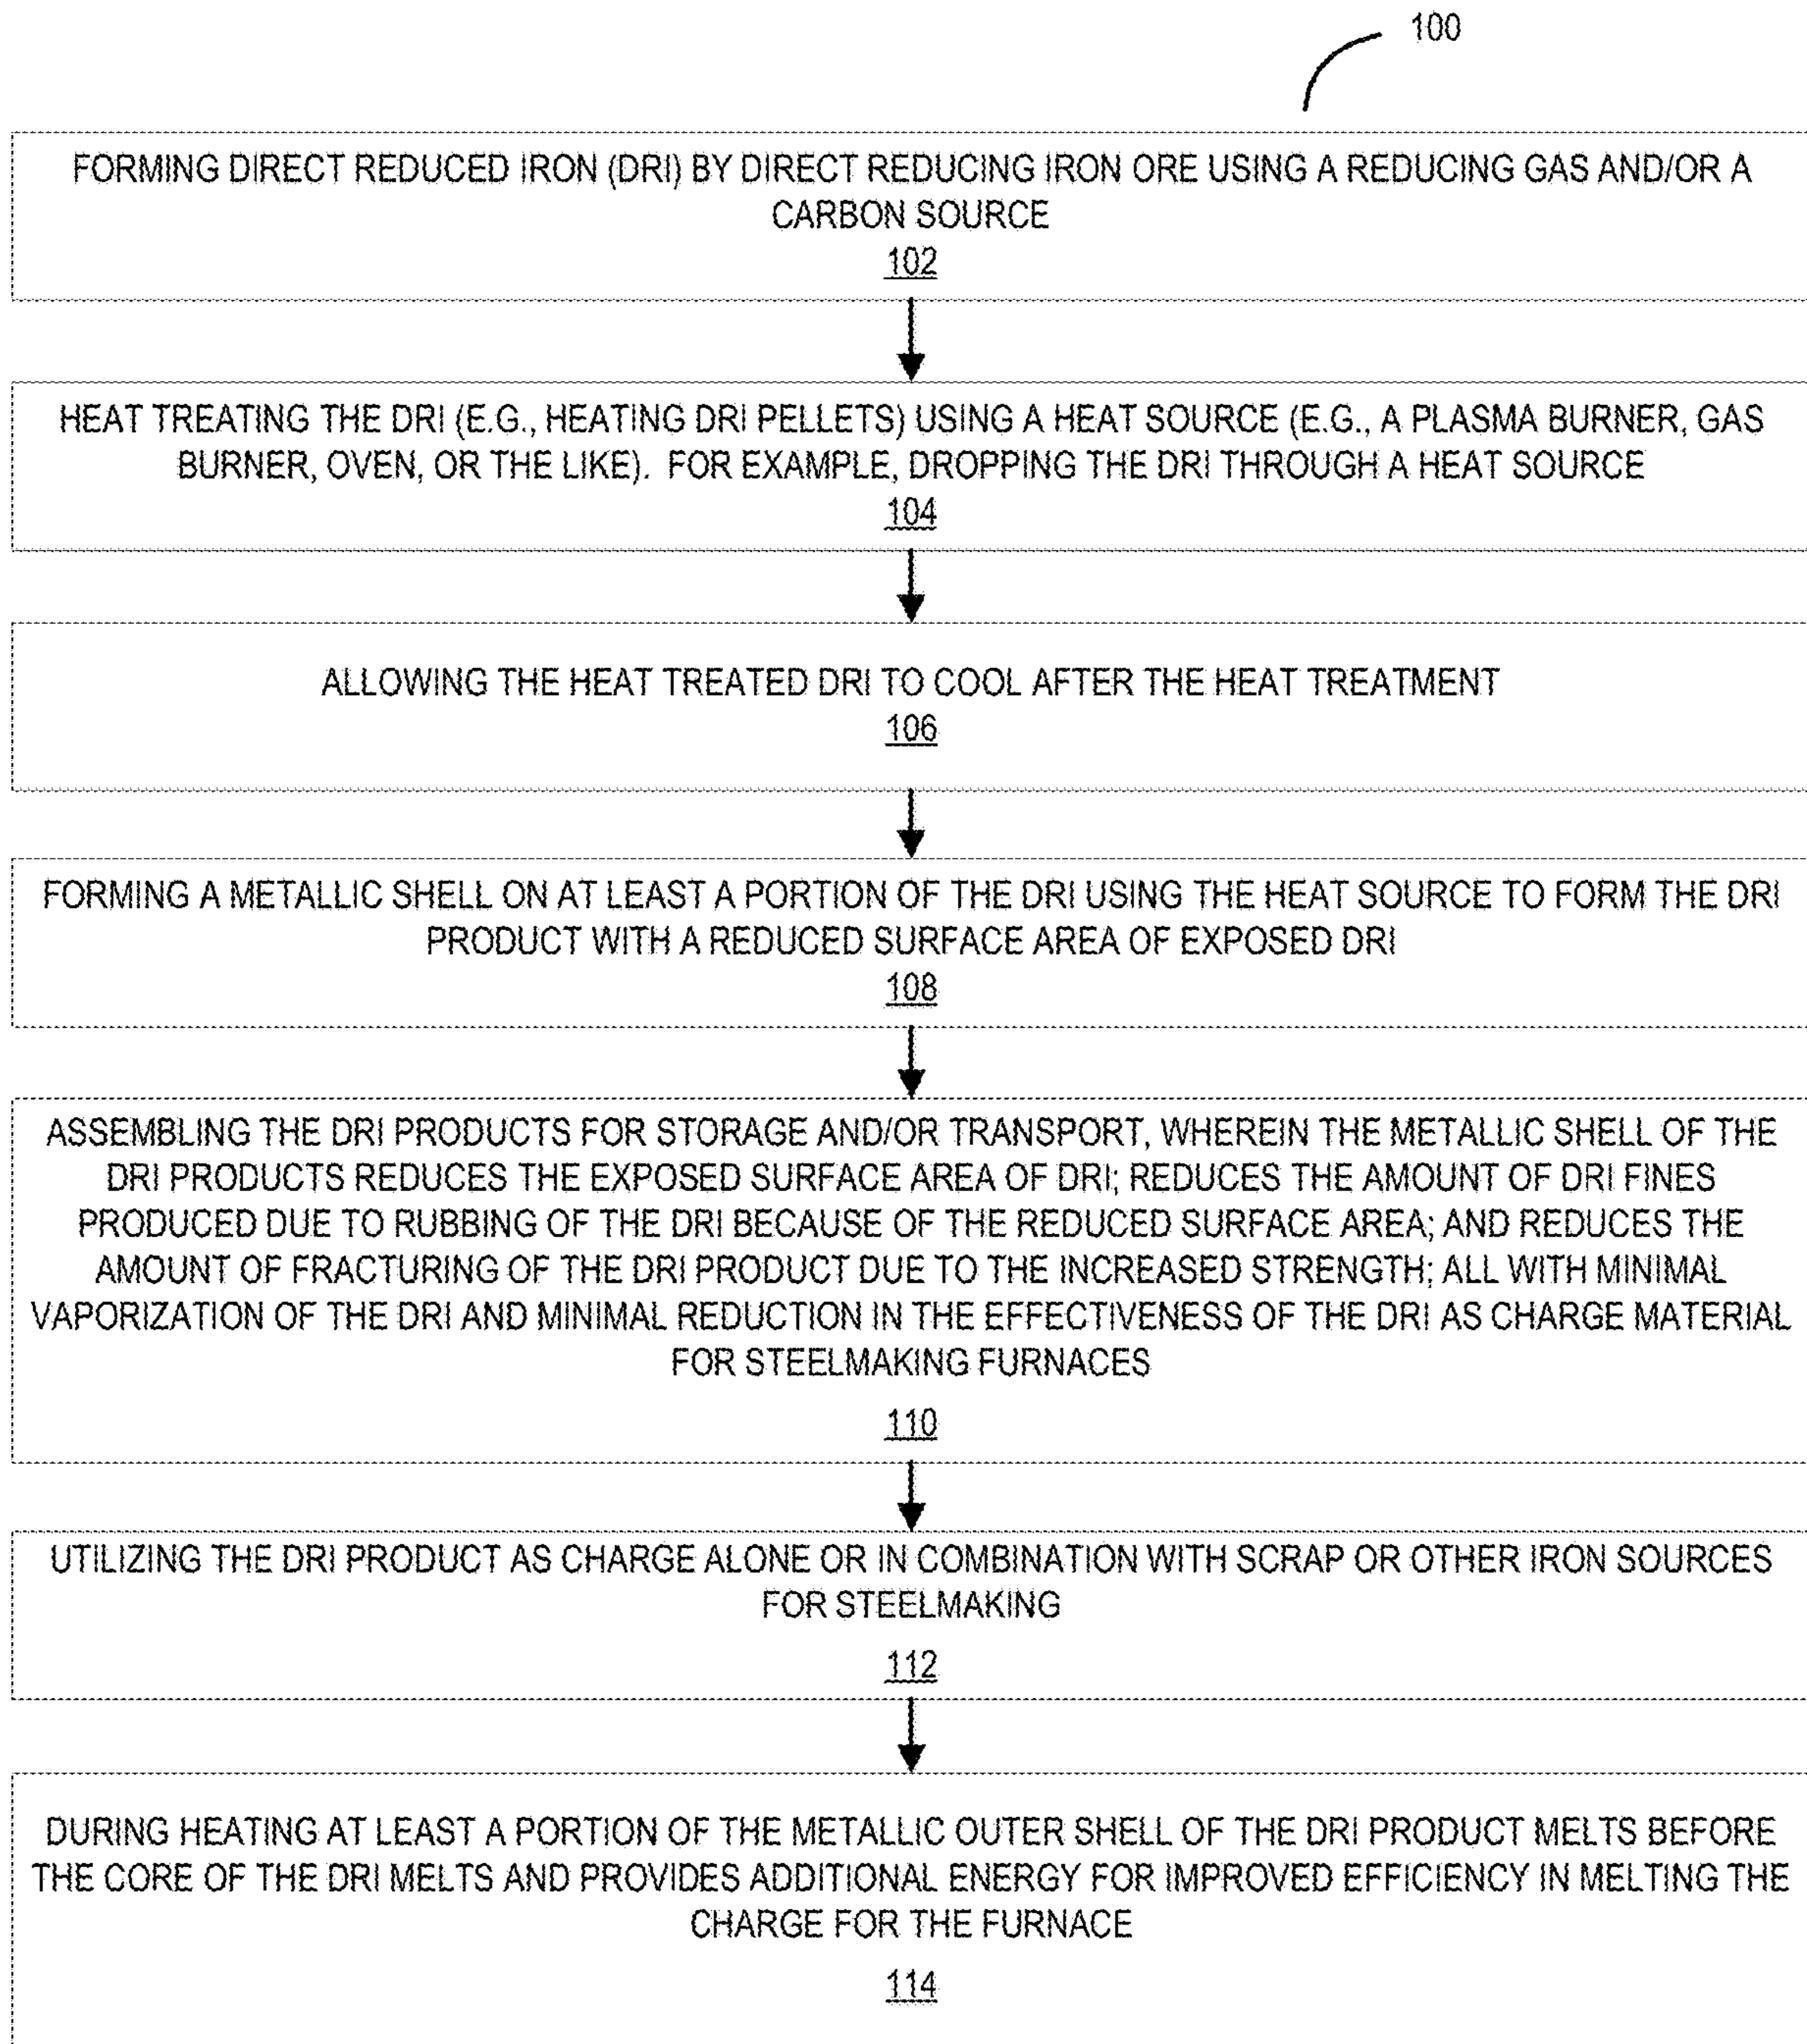 100
FORMING DIRECT REDUCED IRON (DRI) BY DIRECT REDUCING IRON ORE USING A REDUCING GAS AND/OR A
CARBON SOURCE
102
HEAT TREATING THE DRI (E.G., HEATING DRI PELLETS) USING A HEAT SOURCE (E.G., A PLASMA BURNER, GAS
BURNER, OVEN, OR THE LIKE). FOR EXAMPLE, DROPPING THE DRI THROUGH A HEAT SOURCE
104
ALLOWING THE HEAT TREATED DRI TO COOL AFTER THE HEAT TREATMENT
106
FORMING A METALLIC SHELL ON AT LEAST A PORTION OF THE DRI USING THE HEAT SOURCE TO FORM THE DRI
PRODUCT WITH A REDUCED SURFACE AREA OF EXPOSED DRI
108
ASSEMBLING THE DRI PRODUCTS FOR STORAGE AND/OR TRANSPORT, WHEREIN THE METALLIC SHELL OF THE
DRI PRODUCTS REDUCES THE EXPOSED SURFACE AREA OF DRI; REDUCES THE AMOUNT OF DRI FINES
PRODUCED DUE TO RUBBING OF THE DRI BECAUSE OF THE REDUCED SURFACE AREA; AND REDUCES THE
AMOUNT OF FRACTURING OF THE DRI PRODUCT DUE TO THE INCREASED STRENGTH; ALL WITH MINIMAL
VAPORIZATION OF THE DRI AND MINIMAL REDUCTION IN THE EFFECTIVENESS OF THE DRI AS CHARGE MATERIAL
FOR STEELMAKING FURNACES
110
UTILIZING THE DRI PRODUCT AS CHARGE ALONE OR IN COMBINATION WITH SCRAP OR OTHER IRON SOURCES
FOR STEELMAKING
112
DURING HEATING AT LEAST A PORTION OF THE METALLIC OUTER SHELL OF THE DRI PRODUCT MELTS BEFORE
THE CORE OF THE DRI MELTS AND PROVIDES ADDITIONAL ENERGY FOR IMPROVED EFFICIENCY IN MELTING THE
CHARGE FOR THE FURNACE
114